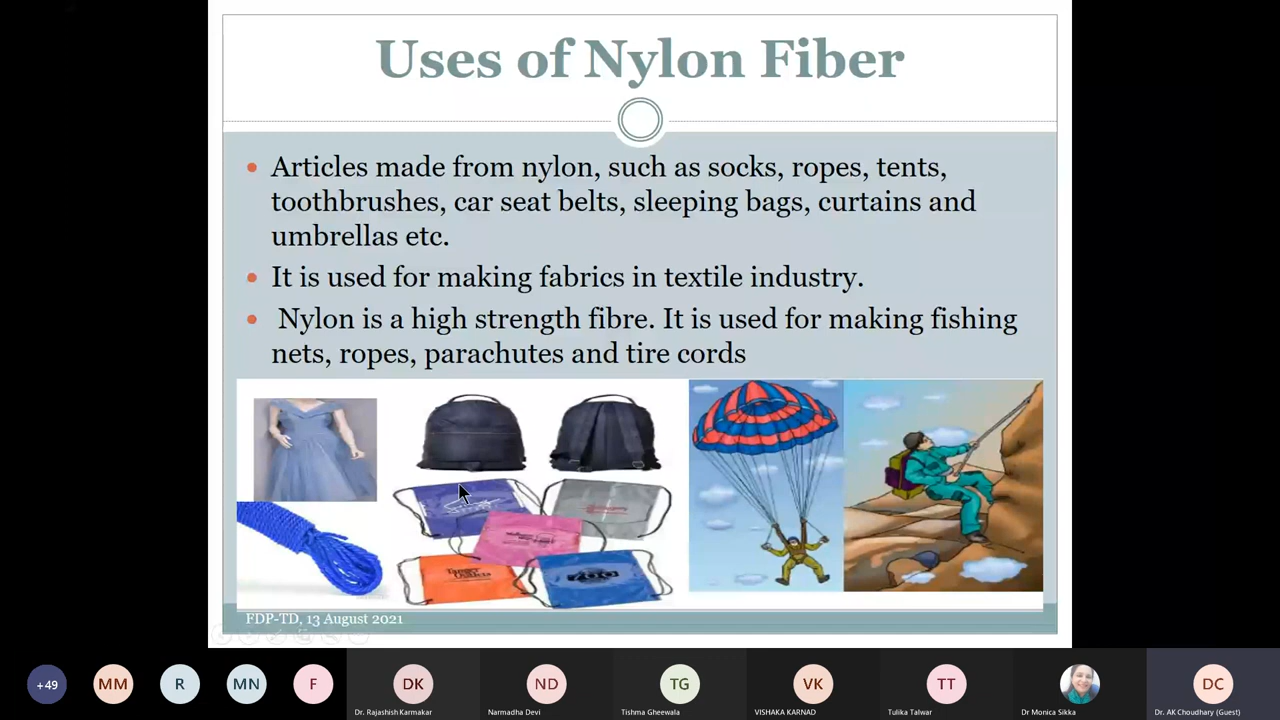 Uses of Nylon Fiber
Articles made from nylon, such as socks, ropes, tents,
toothbrushes, car seat belts, sleeping bags, curtains and
umbrellas etc.
It is used for making fabrics in textile industry.
Nylon is a high strength fibre. It is used for making fishing
nets, ropes, parachutes and tire cords
FDP-TD, 13 August 2021
+49
MM
R
MN
F
DK
ND
TG
VK
TT
DC
Dr. Rajashish Karmakar
Narmadha Devi
Tishma Gheewala
VISHAKA KARNAD
Tulika Talwar
Dr Monica Sikka
Dr. AK Choudhary (Guest)